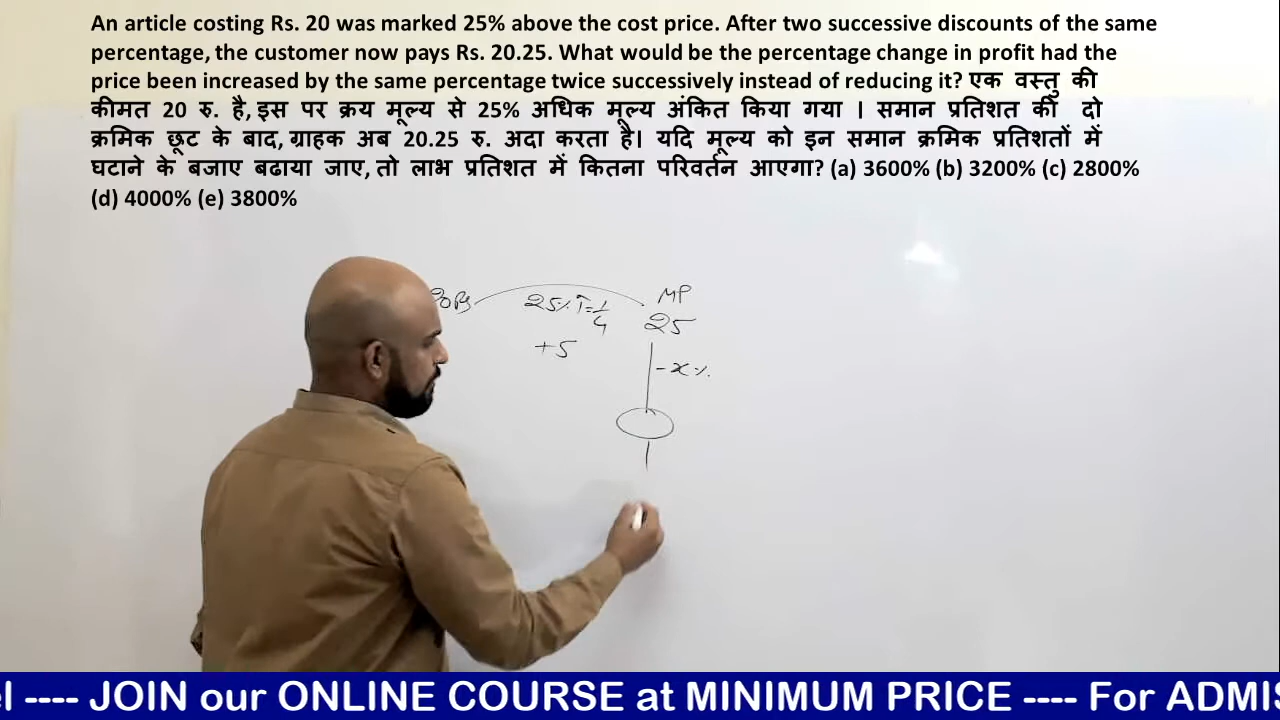 An article costing Rs. 20 was marked 25% above the cost price. After two successive discounts of the same
percentage, the customer now pays Rs. 20.25. What would be the percentage change in profit had the
price been increased by the same percentage twice successively instead of reducing it? एक वस्तु की
कीमत 20 रु. है, इस पर क्रय मूल्य से 25% अधिक मूल्य अंकित किया गया । समान प्रतिशत की दो
क्रमिक छूट के बाद, ग्राहक अब 20.25 रु. अदा करता है। यदि मूल्य को इन समान क्रमिक प्रतिशतों में
घटाने के बजाए बढाया जाए, तो लाभ प्रतिशत में कितना परिवर्तन आएगा? (a) 3600% (b) 3200% (c) 2800%
(d) 4000% (e) 3800%
25% ↑ = 1/4
MP
25
+5
- x %
---- JOIN our ONLINE COURSE at MINIMUM PRICE ---- For